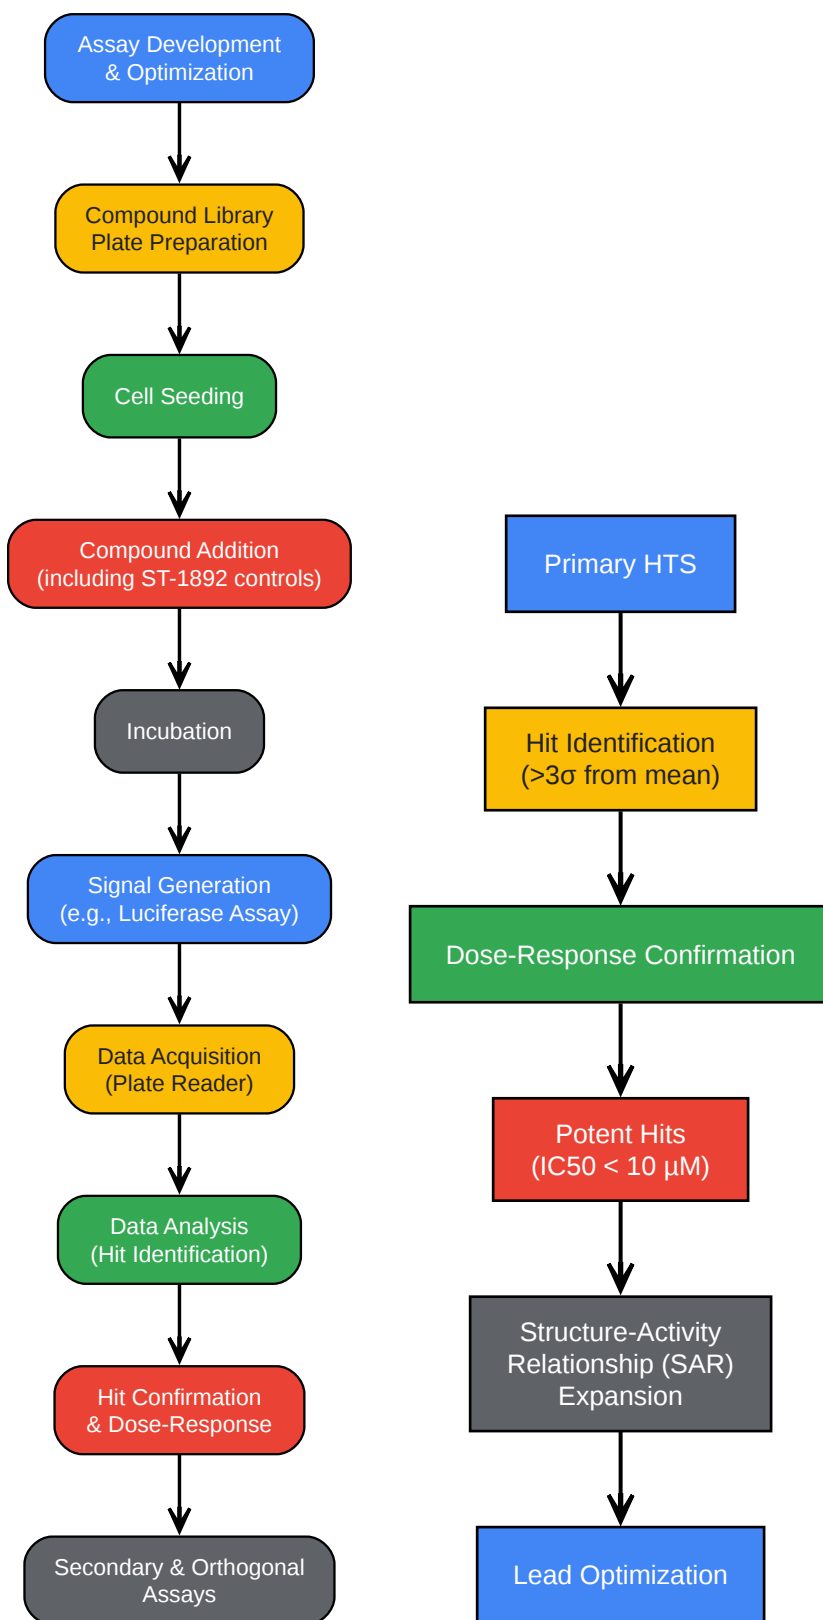 Assay Development
& Optimization
Compound Library
Plate Preparation
Cell Seeding
Compound Addition
(including ST-1892 controls)
Incubation
Signal Generation
(e.g., Luciferase Assay)
Data Acquisition
(Plate Reader)
Data Analysis
(Hit Identification)
Hit Confirmation
& Dose-Response
Secondary & Orthogonal
Assays
Primary HTS
Hit Identification
(>3σ from mean)
Dose-Response Confirmation
Potent Hits
(IC50 < 10 µM)
Structure-Activity
Relationship (SAR)
Expansion
Lead Optimization